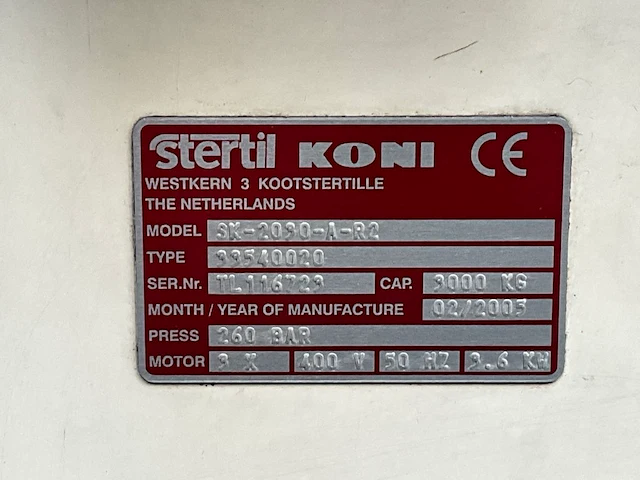 stertil KONI CE
WESTKERN 3 KOOTSTERTILLE
THE NETHERLANDS
MODEL SK-2030-A-R2
TYPE 33540020
SER.Nr. TL116723 CAP. 3000 KG
MONTH / YEAR OF MANUFACTURE 02/2005
PRESS 260 BAR
MOTOR 3 X 400 V 50 HZ 3.6 KW